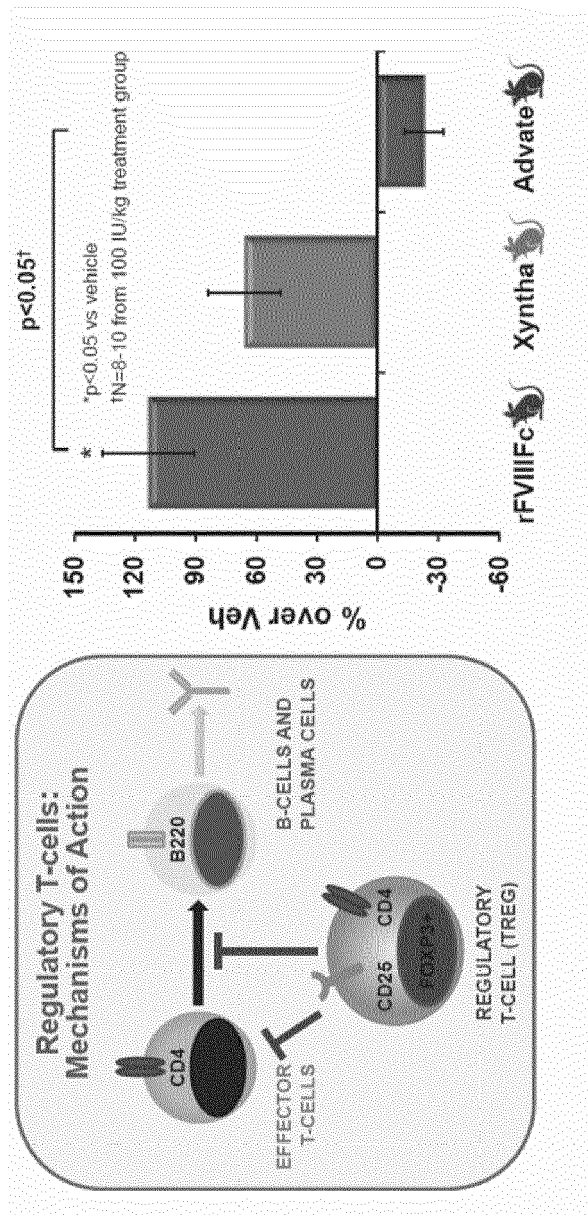 Regulatory T-cells:
Mechanisms of Action
CD4
EFFECTOR
T-CELLS
B220
B-CELLS AND
PLASMA CELLS
CD25
CD4
FOXP3+
REGULATORY
T-CELL (TREG)
p<0.05†
*p<0.05 vs vehicle
†N=8-10 from 100 IU/kg treatment group
*
% over Veh
150
120
90
60
30
0
-30
-60
rFVIIIFc
Xyntha
Advate